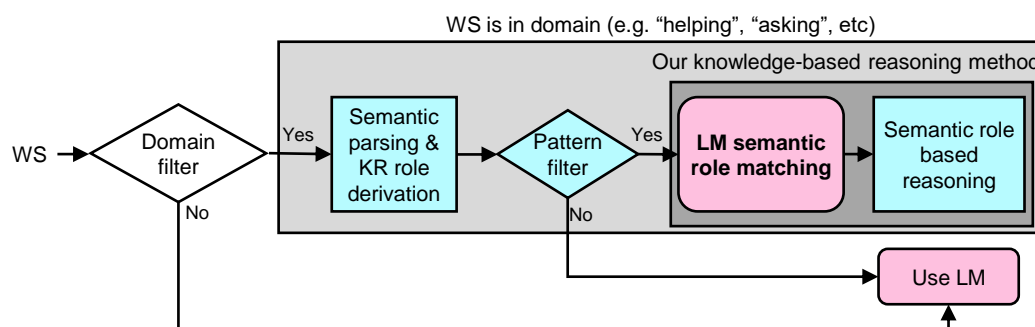 WS is in domain (e.g. “helping”, “asking”, etc)
Our knowledge-based reasoning method
WS
Domain
filter
Yes
Semantic
parsing &
KR role
derivation
Pattern
filter
Yes
LM semantic
role matching
Semantic role
based
reasoning
No
No
Use LM